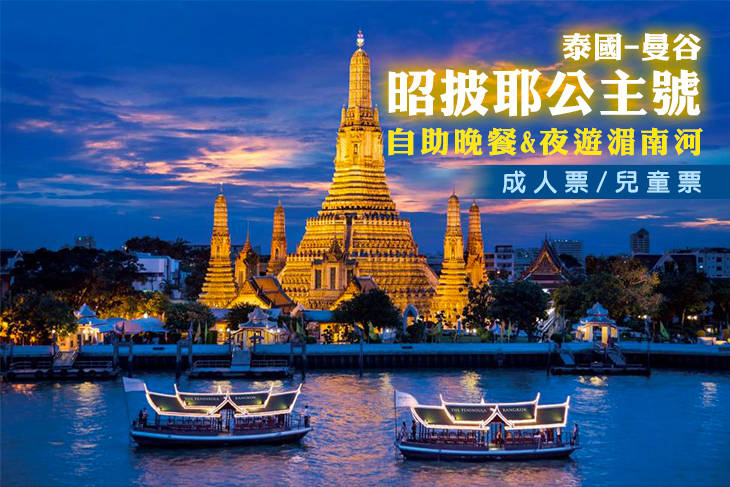 泰國-曼谷
昭披耶公主號
自助晚餐&夜遊湄南河
成人票/兒童票
THE PENINSULA BANGKOK
THE PENINSULA BANGKOK